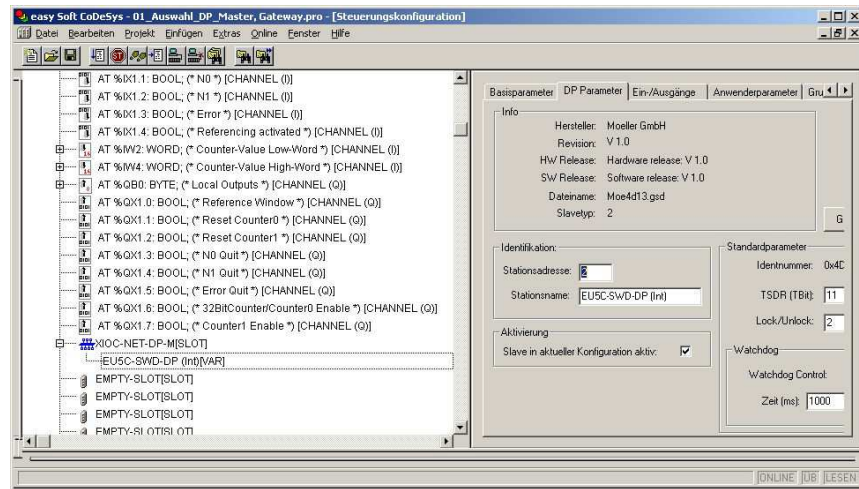 easy Soft CoDeSys - 01_Auswahl_DP_Master, Gateway.pro - [Steuerungskonfiguration]
Datei Bearbeiten Projekt Einfügen Extras Online Fenster Hilfe
AT %IX1.1: BOOL; (* N0 *) [CHANNEL (I)]
AT %IX1.2: BOOL; (* N1 *) [CHANNEL (I)]
AT %IX1.3: BOOL; (* Error *) [CHANNEL (I)]
AT %IX1.4: BOOL; (* Referencing activated *) [CHANNEL (I)]
AT %IW2: WORD; (* Counter-Value Low-Word *) [CHANNEL (I)]
AT %IW4: WORD; (* Counter-Value High-Word *) [CHANNEL (I)]
AT %QB0: BYTE; (* Local Outputs *) [CHANNEL (Q)]
AT %QX1.0: BOOL; (* Reference Window *) [CHANNEL (Q)]
AT %QX1.1: BOOL; (* Reset Counter0 *) [CHANNEL (Q)]
AT %QX1.2: BOOL; (* Reset Counter1 *) [CHANNEL (Q)]
AT %QX1.3: BOOL; (* N0 Quit *) [CHANNEL (Q)]
AT %QX1.4: BOOL; (* N1 Quit *) [CHANNEL (Q)]
AT %QX1.5: BOOL; (* Error Quit *) [CHANNEL (Q)]
AT %QX1.6: BOOL; (* 32BitCounter/Counter0 Enable *) [CHANNEL (Q)]
AT %QX1.7: BOOL; (* Counter1 Enable *) [CHANNEL (Q)]
XIOC-NET-DP-M[SLOT]
EU5C-SWD-DP (Int)[VAR]
EMPTY-SLOT[SLOT]
EMPTY-SLOT[SLOT]
EMPTY-SLOT[SLOT]
EMPTY-SLOT[SLOT]
Basisparameter DP Parameter Ein-/Ausgänge Anwenderparameter Gru
Info
Hersteller: Moeller GmbH
Revision: V 1.0
HW Release: Hardware release: V 1.0
SW Release: Software release: V 1.0
Dateiname: Moe4d13.gsd
Slavetyp: 2
G
Identifikation:
Stationsadresse: 2
Stationsname: EU5C-SWD-DP (Int)
Aktivierung
Slave in aktueller Konfiguration aktiv:
Standardparameter
Identnummer: 0x4D
TSDR (TBit): 11
Lock/Unlock: 2
Watchdog
Watchdog Control:
Zeit (ms): 1000
ONLINE ÜB LESEN